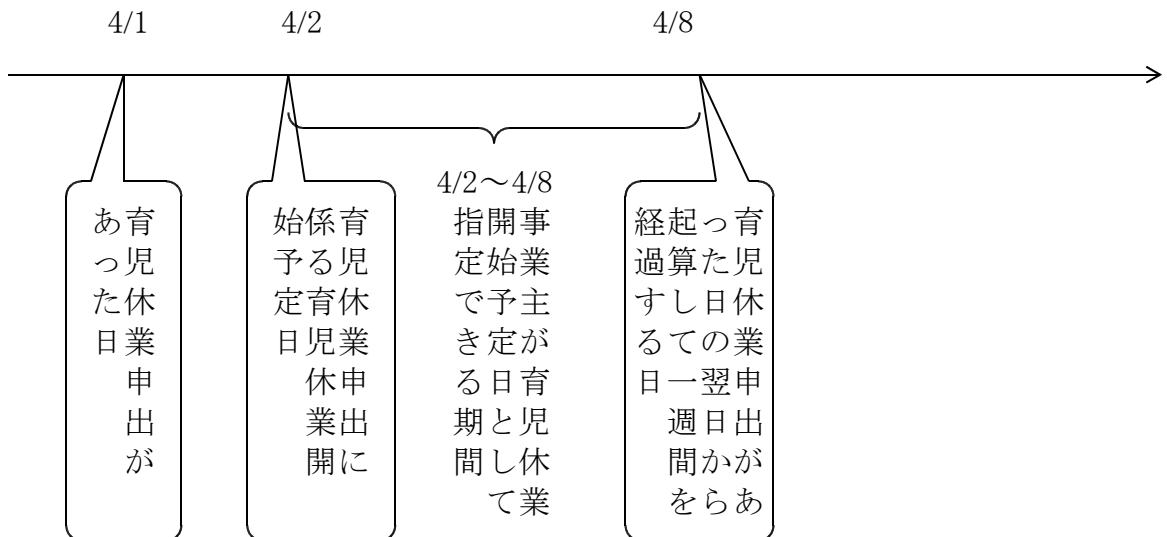 4/1
4/2
4/8
育児休業申出が
あった日
育児休業申出に
係る育児休業開
始予定日
4/2～4/8
事業主が育児休業
開始予定日として
指定できる期間
育児休業申出があ
った日の翌日から
起算して一週間を
経過する日